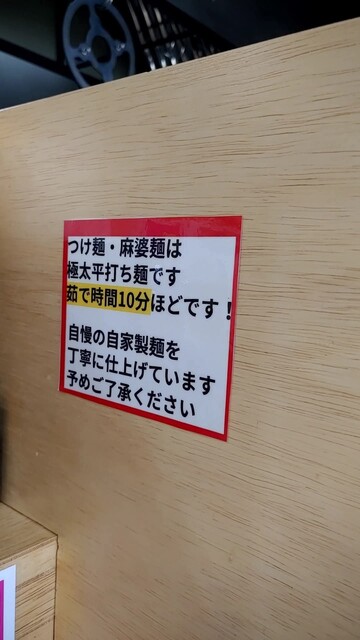 つけ麺・麻婆麺は
極太平打ち麺です
茹で時間10分ほどです！
自慢の自家製麺を
丁寧に仕上げています
予めご了承ください